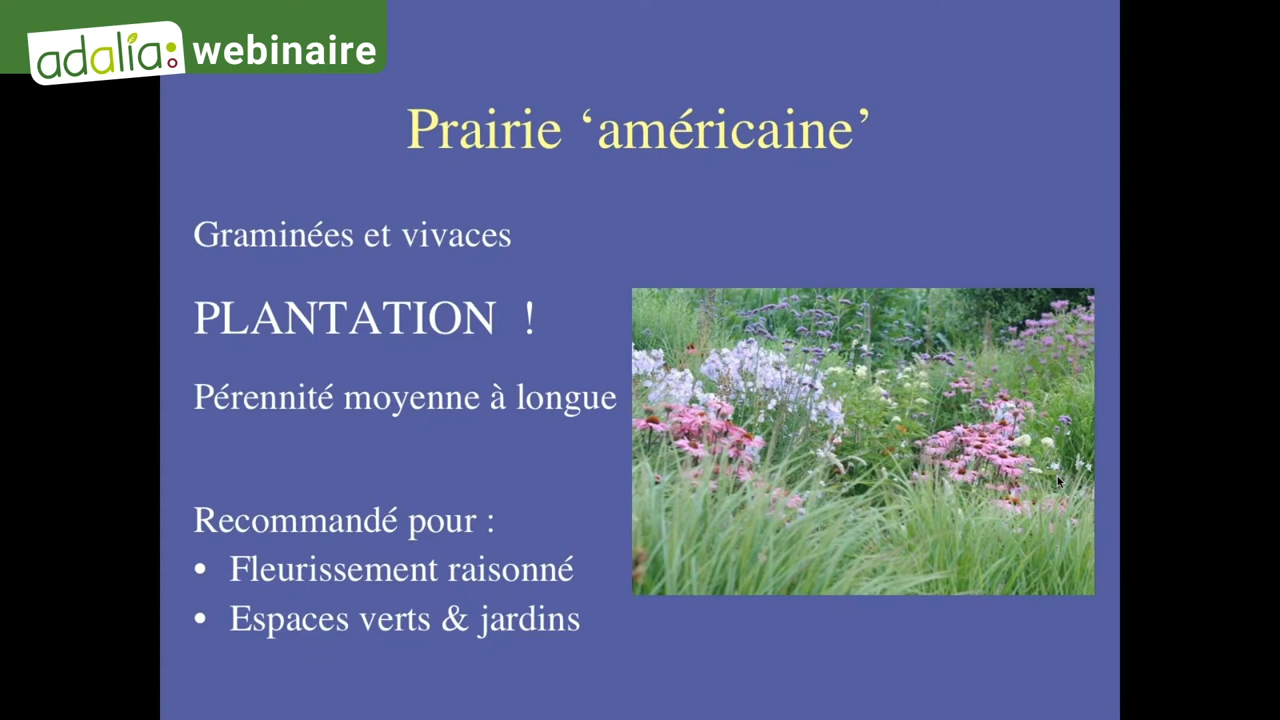 adalia: webinaire
Prairie ‘américaine’
Graminées et vivaces
PLANTATION !
Pérennité moyenne à longue
Recommandé pour :
• Fleurissement raisonné
• Espaces verts & jardins